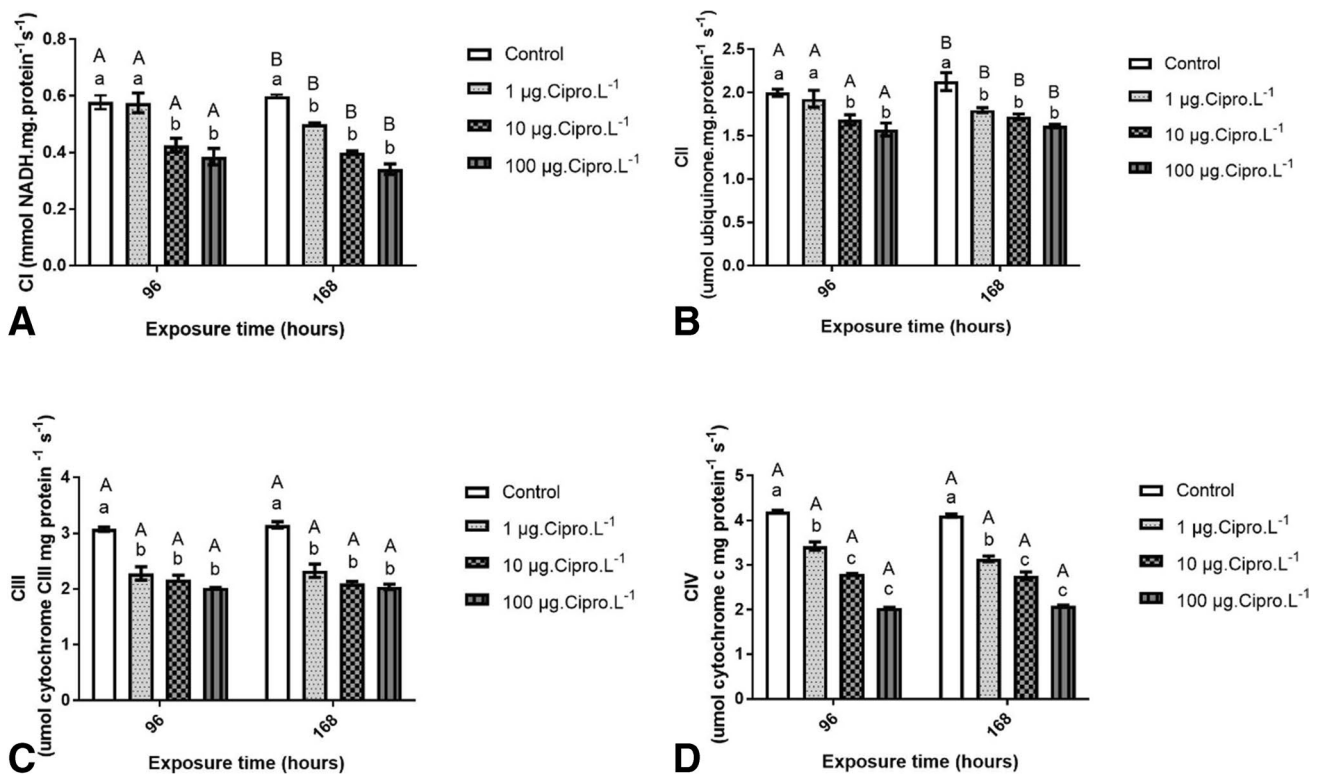 0.8
0.6
0.4
0.2
0.0
CI (mmol NADH.mg.protein⁻¹ s⁻¹)
A A A A B B B B
a a b b a b b b
96 168
Exposure time (hours)
Control
1 µg.Cipro.L⁻¹
10 µg.Cipro.L⁻¹
100 µg.Cipro.L⁻¹
A
2.5
2.0
1.5
1.0
0.5
0.0
CII
(umol ubiquinone.mg.protein⁻¹ s⁻¹)
A A A A B B B B
a a b b a b b b
96 168
Exposure time (hours)
Control
1 µg.Cipro.L⁻¹
10 µg.Cipro.L⁻¹
100 µg.Cipro.L⁻¹
B
4
3
2
1
0
CIII
(umol cytochrome CIII mg protein ⁻¹ s⁻¹)
A A A A A A A A
a b b b a b b b
96 168
Exposure time (hours)
Control
1 µg.Cipro.L⁻¹
10 µg.Cipro.L⁻¹
100 µg.Cipro.L⁻¹
C
5
4
3
2
1
0
CIV
(umol cytochrome c mg protein⁻¹ s⁻¹)
A A A A A A A A
a b c c a b c c
96 168
Exposure time (hours)
Control
1 µg.Cipro.L⁻¹
10 µg.Cipro.L⁻¹
100 µg.Cipro.L⁻¹
D